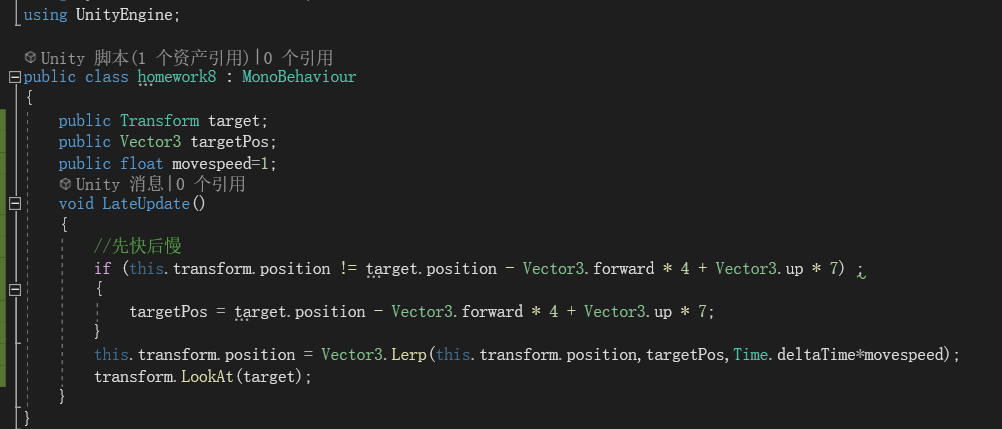 using UnityEngine;
Unity 脚本(1 个资产引用)|0 个引用
public class homework8 : MonoBehaviour
{
public Transform target;
public Vector3 targetPos;
public float movespeed=1;
Unity 消息|0 个引用
void LateUpdate()
{
//先快后慢
if (this.transform.position != target.position - Vector3.forward * 4 + Vector3.up * 7) ;
{
targetPos = target.position - Vector3.forward * 4 + Vector3.up * 7;
}
this.transform.position = Vector3.Lerp(this.transform.position,targetPos,Time.deltaTime*movespeed);
transform.LookAt(target);
}
}